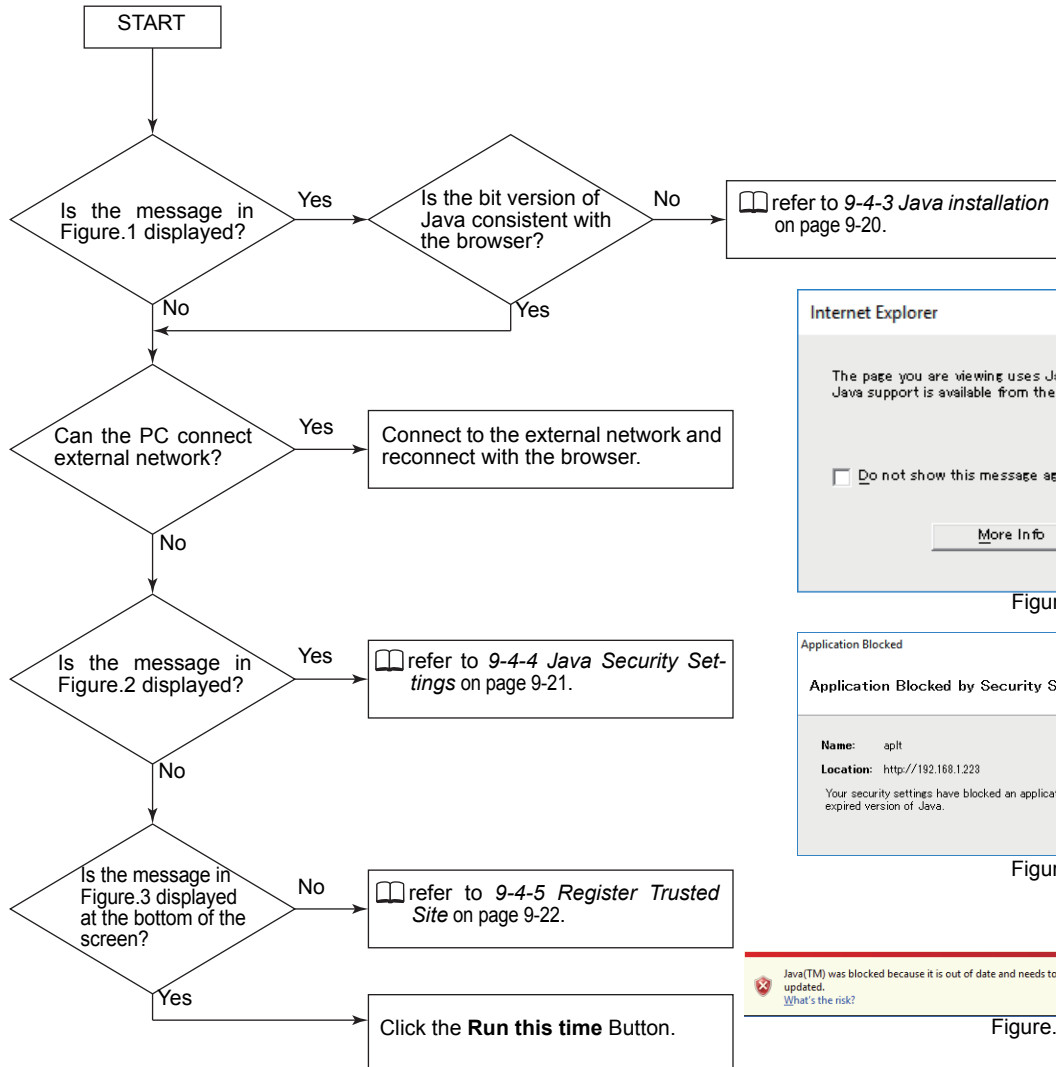 START
Is the message in
Figure.1 displayed?
Yes
Is the bit version of
Java consistent with
the browser?
No
refer to 9-4-3 Java installation
on page 9-20.
No
Yes
Can the PC connect
external network?
Yes
Connect to the external network and
reconnect with the browser.
No
Is the message in
Figure.2 displayed?
Yes
refer to 9-4-4 Java Security Set-
tings on page 9-21.
No
Is the message in
Figure.3 displayed
at the bottom of the
screen?
No
refer to 9-4-5 Register Trusted
Site on page 9-22.
Yes
Click the Run this time Button.
Internet Explorer
The page you are viewing uses
Java support is available from the
Do not show this message
More Info
Application Blocked
Application Blocked by Security
Name: aplt
Location: http://192.168.1.223
Your security settings have blocked an
expired version of Java.
Java(TM) was blocked because it is out of date and needs to
updated.
What's the risk?
Figure.